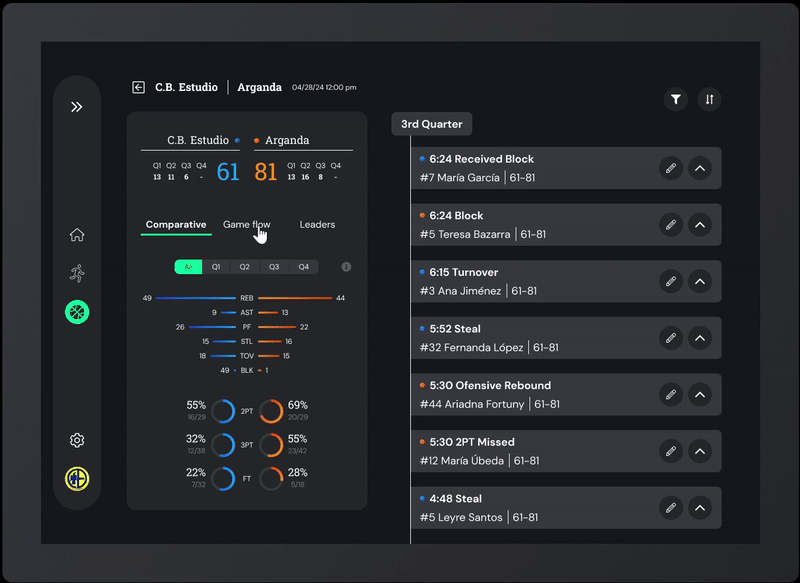 C.B. Estudio | Arganda 04/28/24 12:00 pm
C.B. Estudio Arganda
Q1 Q2 Q3 Q4 61 81 Q1 Q2 Q3 Q4
13 11 6 - 13 16 8 -
Comparative Game flow Leaders
Q1 Q2 Q3 Q4
49 REB 44
9 AST 13
26 PF 22
15 STL 16
18 TOV 15
49 BLK 1
55% 2PT 69%
16/29 20/29
32% 3PT 55%
12/38 23/42
22% FT 28%
7/32 5/18
3rd Quarter
6:24 Received Block
#7 María García | 61-81
6:24 Block
#5 Teresa Bazarra | 61-81
6:15 Turnover
#3 Ana Jiménez | 61-81
5:52 Steal
#32 Fernanda López | 61-81
5:30 Ofensive Rebound
#44 Ariadna Fortuny | 61-81
5:30 2PT Missed
#12 María Úbeda | 61-81
4:48 Steal
#5 Leyre Santos | 61-81